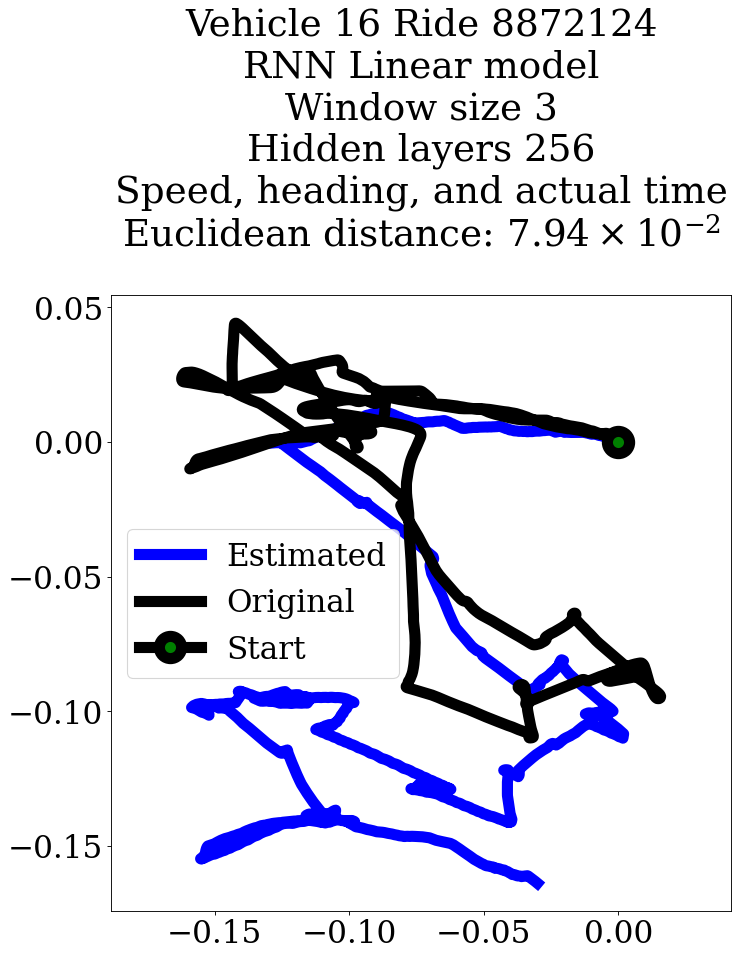 Vehicle 16 Ride 8872124
RNN Linear model
Window size 3
Hidden layers 256
Speed, heading, and actual time
Euclidean distance: 7.94 × 10⁻²
0.05
0.00
−0.05
−0.10
−0.15
Estimated
Original
Start
−0.15 −0.10 −0.05 0.00